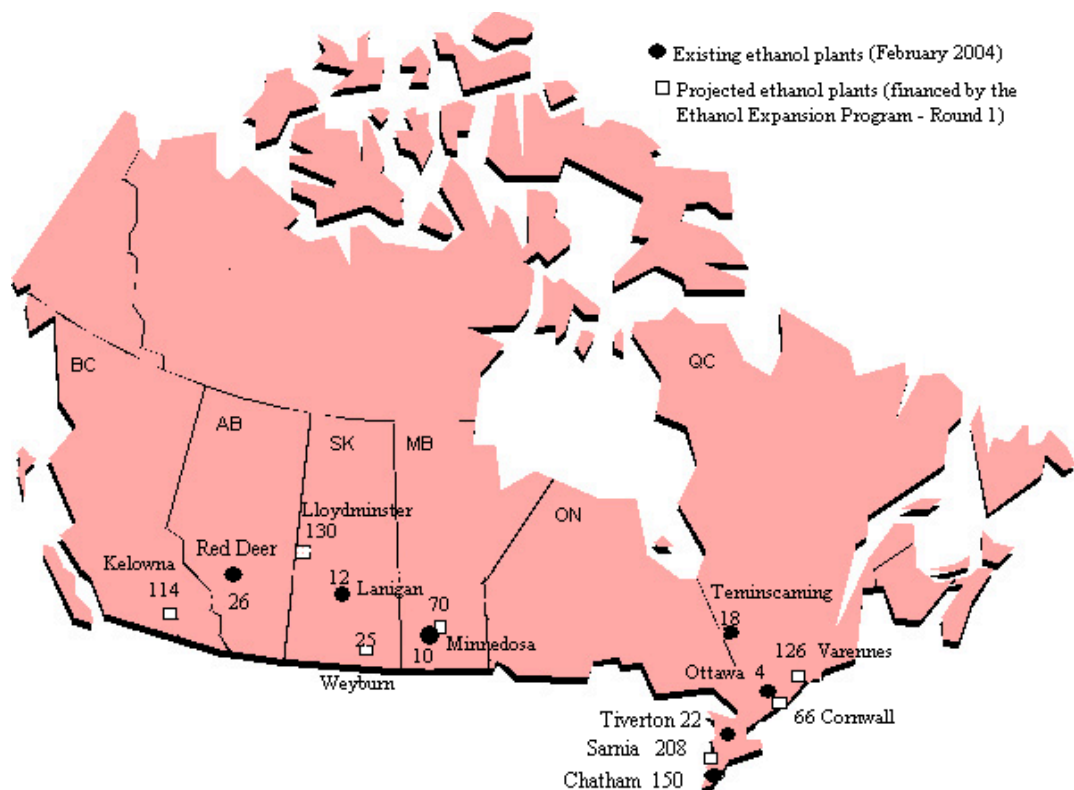 Existing ethanol plants (February 2004)
Projected ethanol plants (financed by the
Ethanol Expansion Program - Round 1)
BC
QC
AB
SK
MB
Lloydminster
ON
130
Red Deer
Kelowna
114
26
12
Lanigan
70
Teminscaming
18
25
10
Minnedosa
126 Varennes
Weyburn
Ottawa 4
66 Cornwall
Tiverton 22
Sarnia 208
Chatham 150